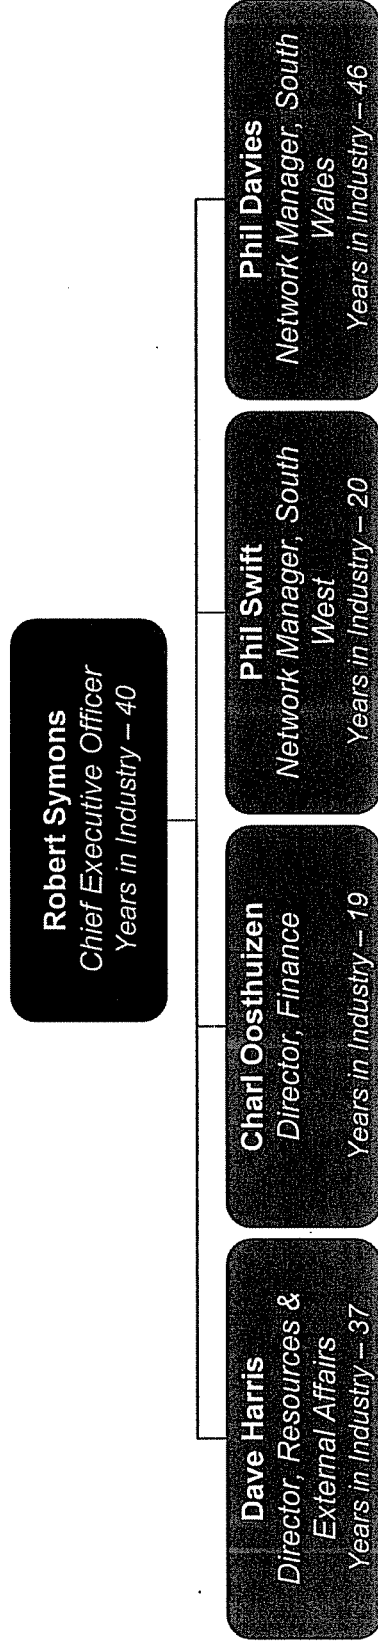 Robert Symons
Chief Executive Officer
Years in Industry – 40
Dave Harris
Director, Resources &
External Affairs
Years in Industry – 37
Charl Oosthuizen
Director, Finance
Years in Industry – 19
Phil Swift
Network Manager, South
West
Years in Industry – 20
Phil Davies
Network Manager, South
Wales
Years in Industry – 46